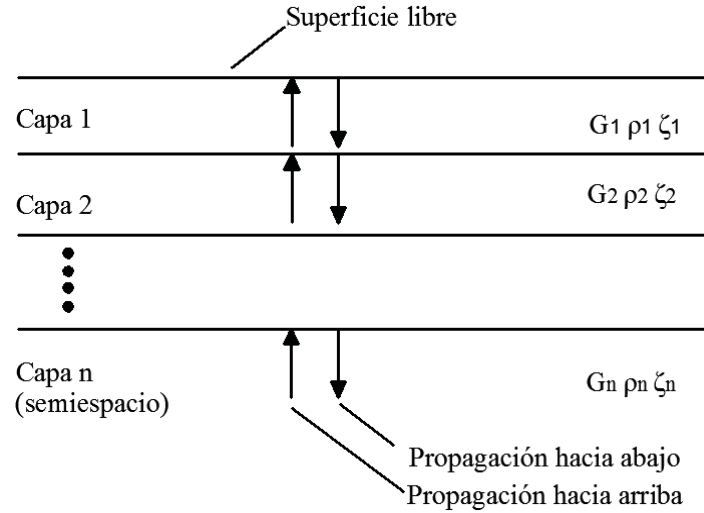 Superficie libre
Capa 1
G1 ρ1 ζ1
Capa 2
G2 ρ2 ζ2
Capa n
(semiespacio)
Gn ρn ζn
Propagación hacia abajo
Propagación hacia arriba